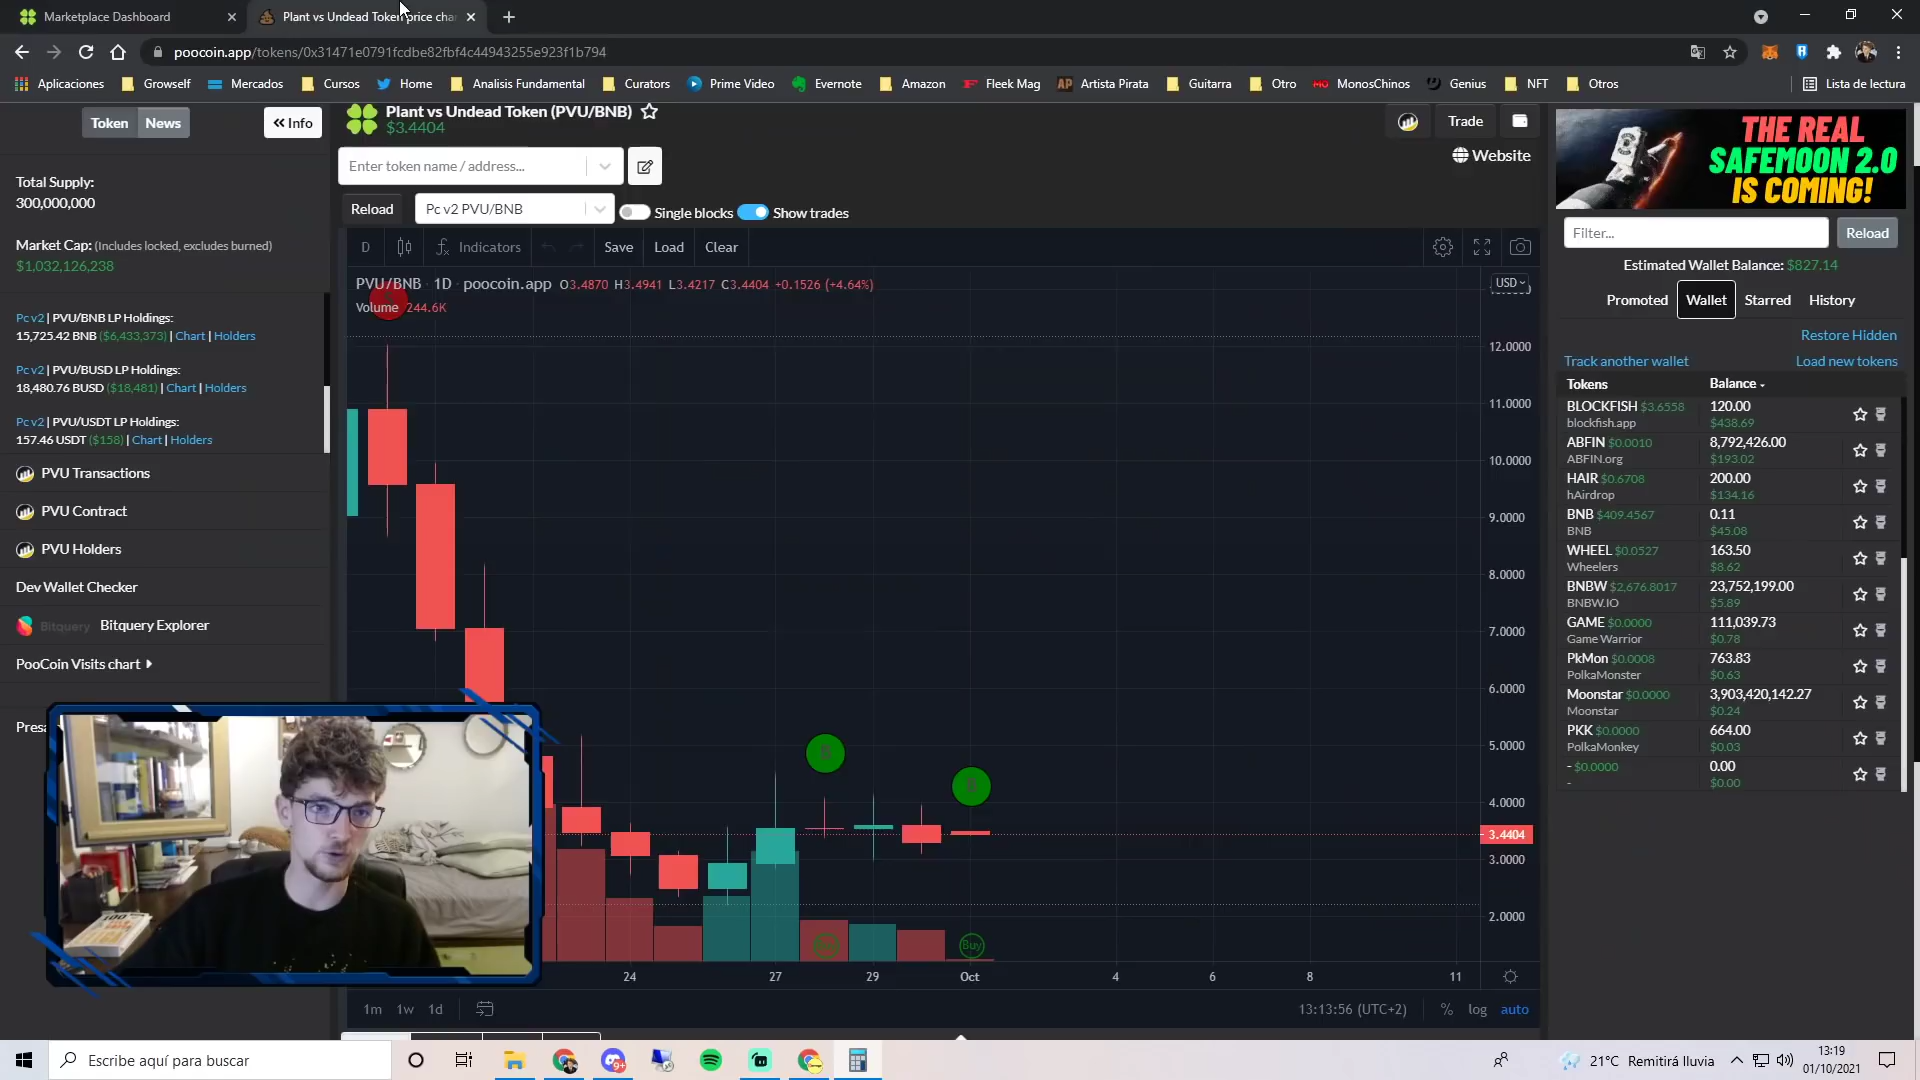 Marketplace Dashboard
Plant vs Undead Token price char
poocoin.app/tokens/0x31471e0791fcdbe82fbf4c44943255e923f1b794
Aplicaciones Growself Mercados Cursos Home Analisis Fundamental Curators Prime Video Evernote Amazon Fleek Mag Artista Pirata Guitarra Otro MonosChinos Genius NFT Otros Lista de lectura
Token News « Info
Plant vs Undead Token (PVU/BNB)
$3.4404
Trade
Website
Enter token name / address...
Reload Pc v2 PVU/BNB Single blocks Show trades
D Indicators Save Load Clear
PVU/BNB · 1D · poocoin.app O3.4870 H3.4941 L3.4217 C3.4404 +0.1526 (+4.64%)
Volume 244.6K
USD
Total Supply:
300,000,000
Market Cap: (Includes locked, excludes burned)
$1,032,126,238
Pc v2 | PVU/BNB LP Holdings:
15,725.42 BNB ($6,433,373) | Chart | Holders
Pc v2 | PVU/BUSD LP Holdings:
18,480.76 BUSD ($18,481) | Chart | Holders
Pc v2 | PVU/USDT LP Holdings:
157.46 USDT ($158) | Chart | Holders
PVU Transactions
PVU Contract
PVU Holders
Dev Wallet Checker
Bitquery Bitquery Explorer
PooCoin Visits chart
12.0000
11.0000
10.0000
9.0000
8.0000
7.0000
6.0000
5.0000
4.0000
3.4404
3.0000
2.0000
Buy
24 27 29 Oct 4 6 8 11
1m 1w 1d 13:13:56 (UTC+2) % log auto
THE REAL
SAFEMOON 2.0
IS COMING!
Filter... Reload
Estimated Wallet Balance: $827.14
Promoted Wallet Starred History
Restore Hidden
Track another wallet Load new tokens
Tokens Balance
BLOCKFISH $3.6558 120.00
blockfish.app $438.69
ABFIN $0.0010 8,792,426.00
ABFIN.org $193.02
HAIR $0.6708 200.00
hAirdrop $134.16
BNB $409.4567 0.11
BNB $45.08
WHEEL $0.0527 163.50
Wheelers $8.62
BNBW $2,676.8017 23,752,199.00
BNBW.IO $5.89
GAME $0.0000 111,039.73
Game Warrior $0.78
PkMon $0.0008 763.83
PolkaMonster $0.63
Moonstar $0.0000 3,903,420,142.27
Moonstar $0.24
PKK $0.0000 664.00
PolkaMonkey $0.03
- $0.0000 0.00
- $0.00
Escribe aquí para buscar
21°C Remitirá lluvia
13:19
01/10/2021